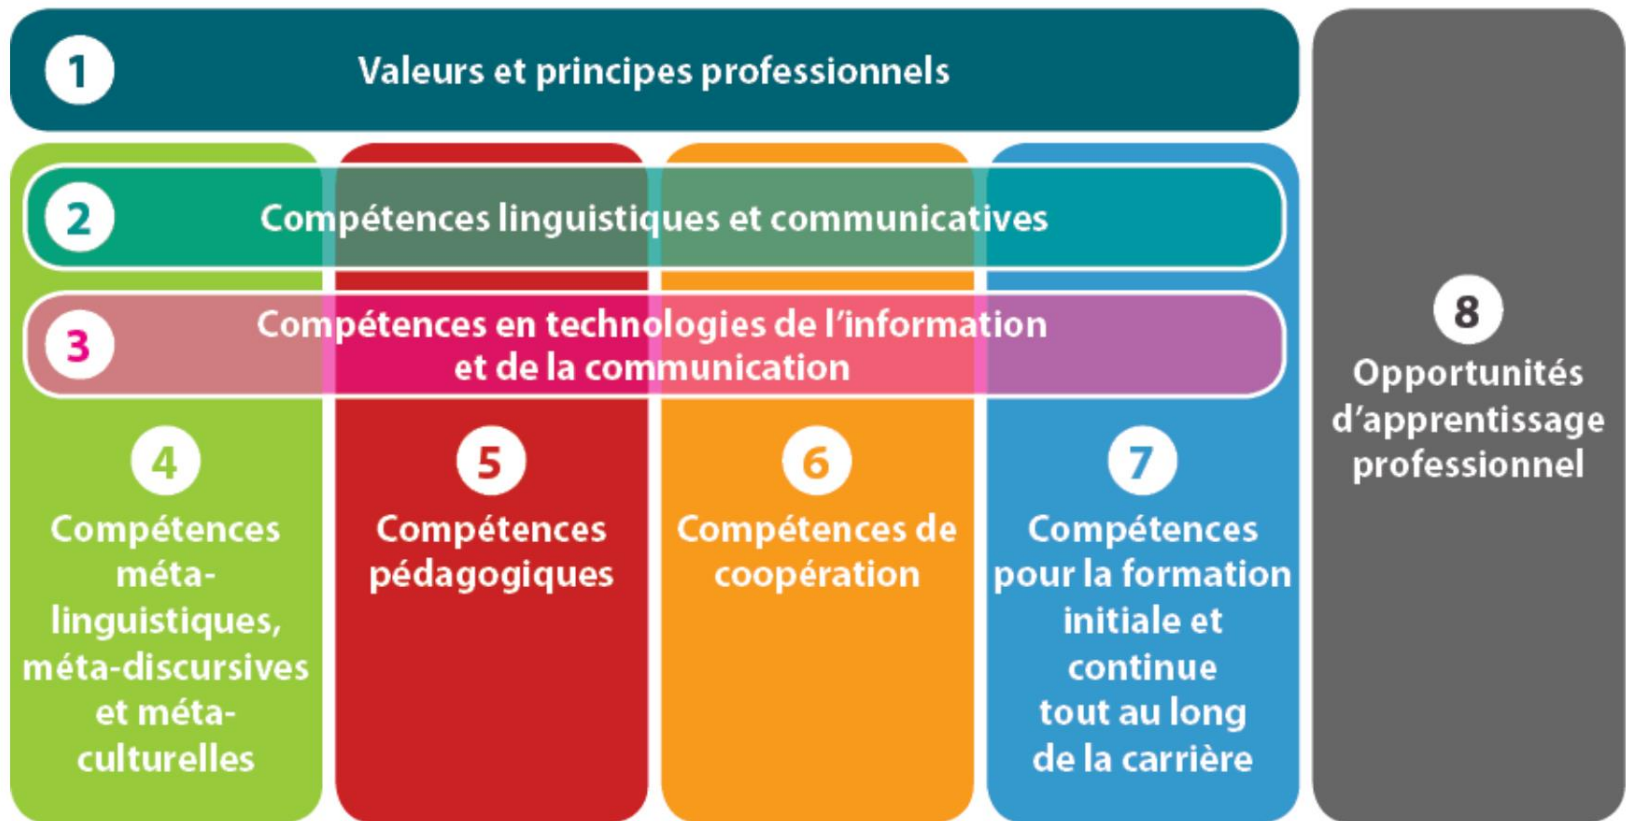 1
Valeurs et principes professionnels
2
Compétences linguistiques et communicatives
3
Compétences en technologies de l’information
et de la communication
4
Compétences
méta-
linguistiques,
méta-discursives
et méta-
culturelles
5
Compétences
pédagogiques
6
Compétences de
coopération
7
Compétences
pour la formation
initiale et
continue
tout au long
de la carrière
8
Opportunités
d’apprentissage
professionnel